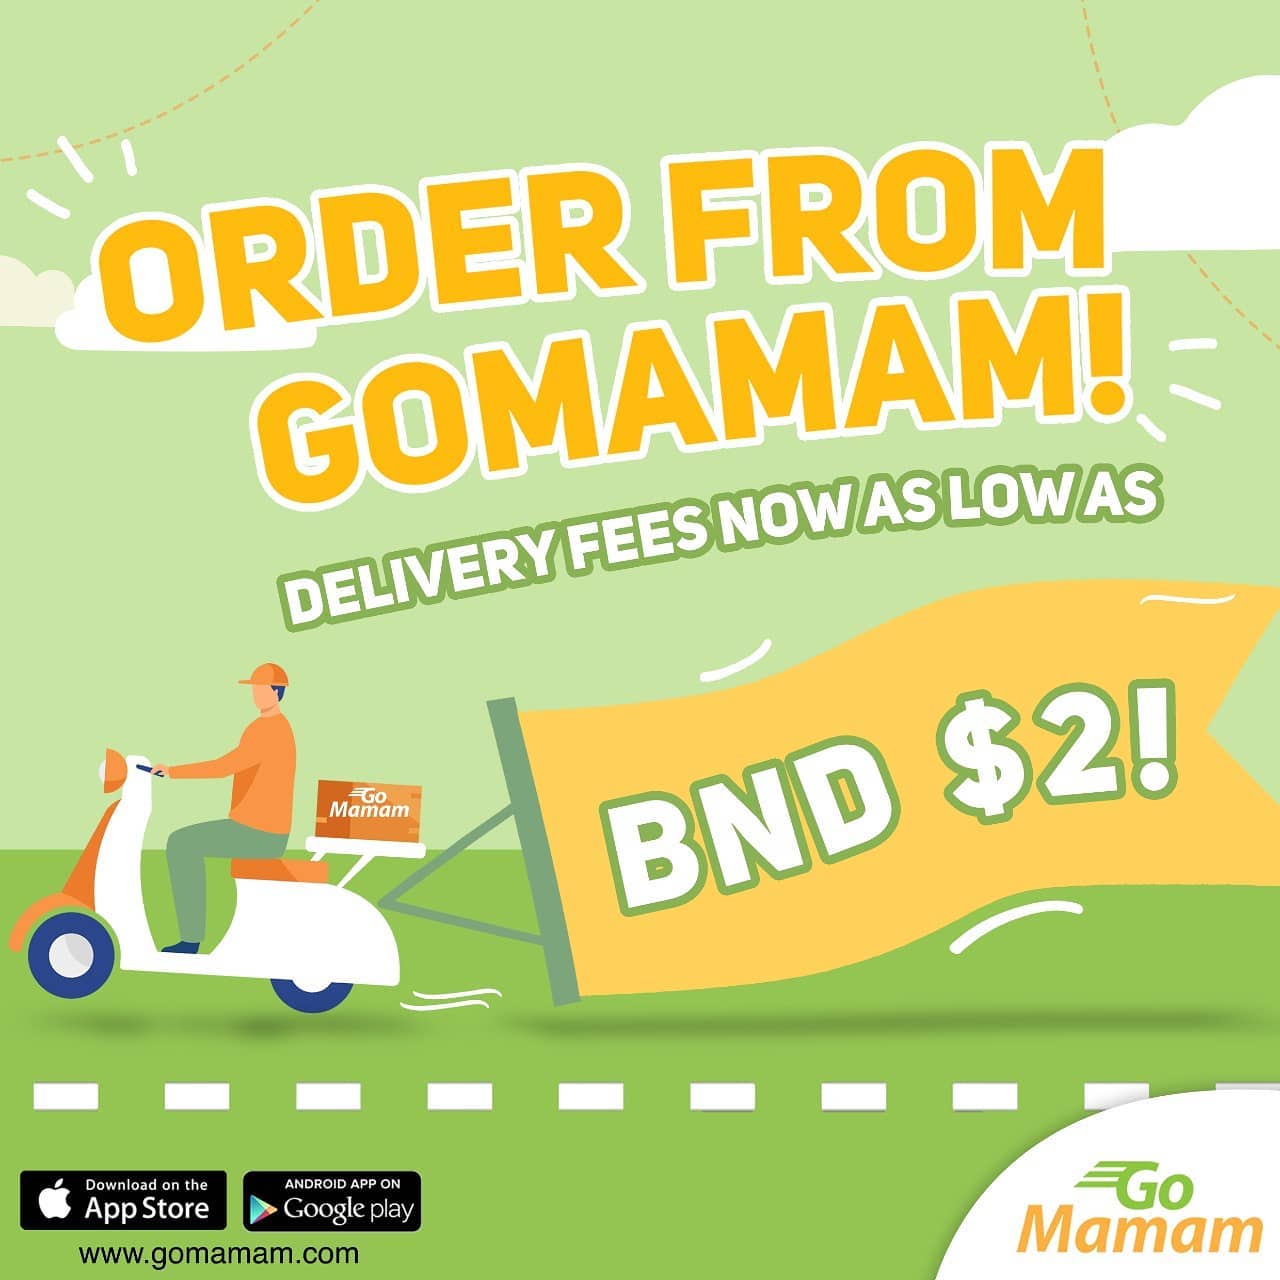 ORDER FROM
GOMAMAM!
DELIVERY FEES NOW AS LOW AS
BND $2!
Go
Mamam
Download on the
App Store
ANDROID APP ON
Google play
www.gomamam.com
Go
Mamam